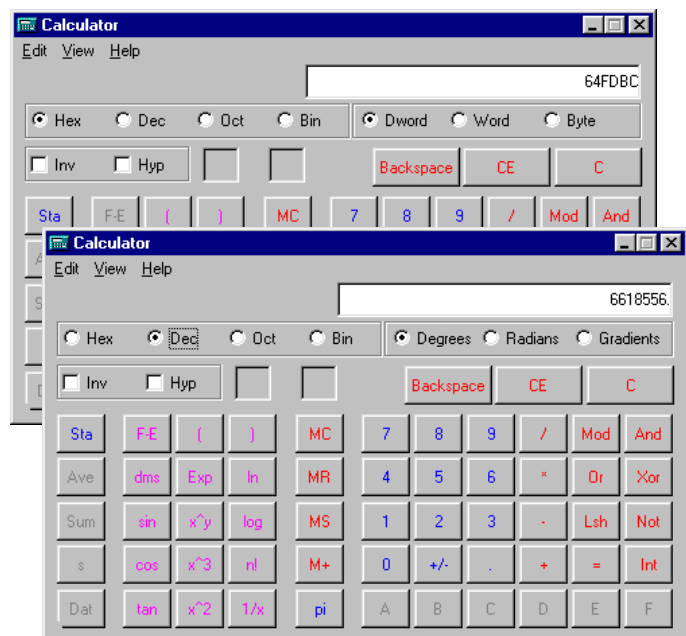 Calculator
Edit View Help
64FDBC
Hex Dec Oct Bin Dword Word Byte
Inv Hyp Backspace CE C
Sta F-E ( ) MC 7 8 9 / Mod And
Calculator
Edit View Help
6618556.
Hex Dec Oct Bin Degrees Radians Gradients
Inv Hyp Backspace CE C
Sta F-E ( ) MC 7 8 9 / Mod And
Ave dms Exp ln MR 4 5 6 * Or Xor
Sum sin x^y log MS 1 2 3 - Lsh Not
s cos x^3 n! M+ 0 +/- . + = Int
Dat tan x^2 1/x pi A B C D E F